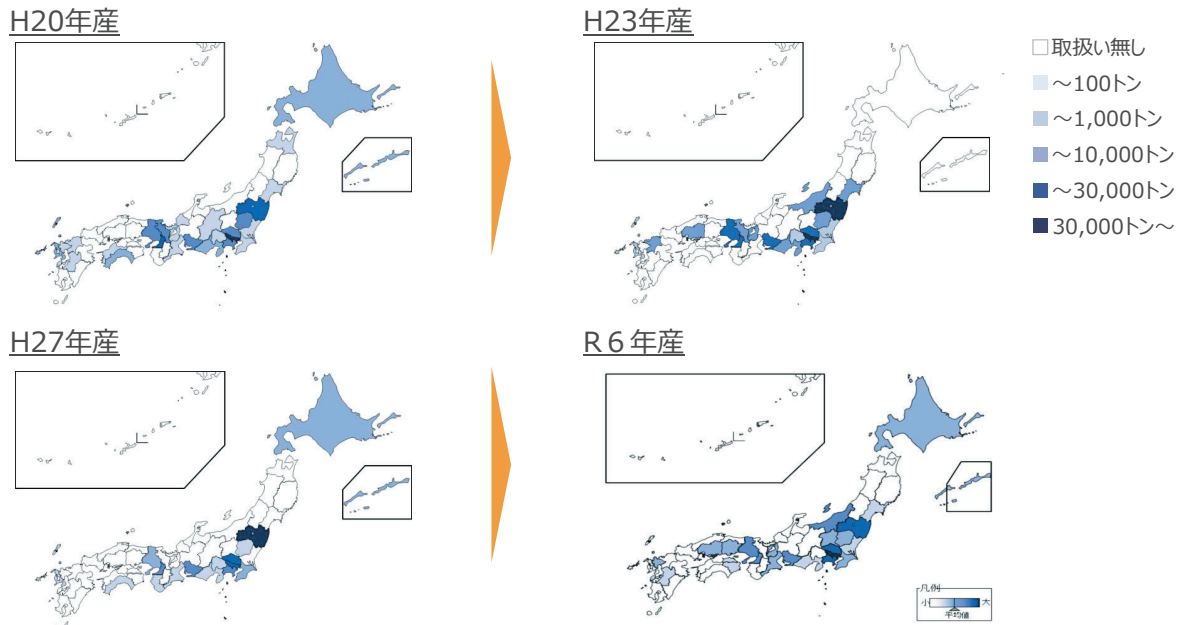 H20年産
H23年産
取扱い無し
～100トン
～1,000トン
～10,000トン
～30,000トン
30,000トン～
H27年産
R６年産
凡例
小 大
平均値